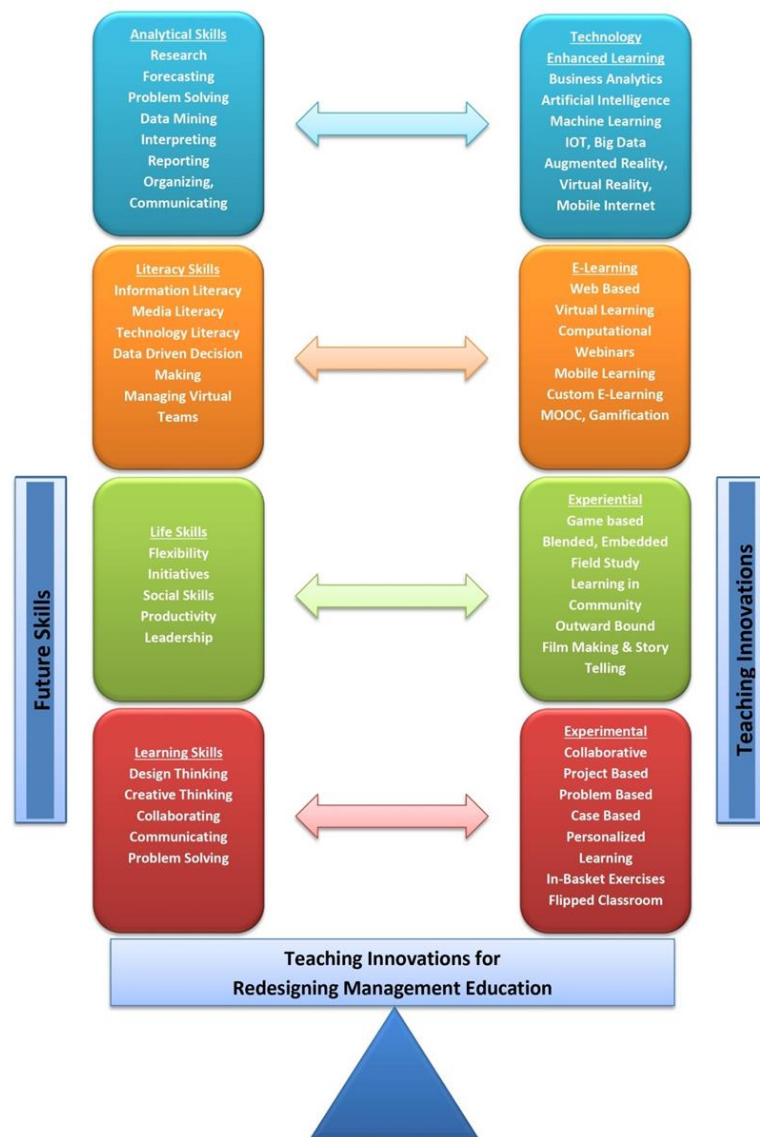 Analytical Skills
Research
Forecasting
Problem Solving
Data Mining
Interpreting
Reporting
Organizing,
Communicating
Technology
Enhanced Learning
Business Analytics
Artificial Intelligence
Machine Learning
IOT, Big Data
Augmented Reality,
Virtual Reality,
Mobile Internet
Literacy Skills
Information Literacy
Media Literacy
Technology Literacy
Data Driven Decision
Making
Managing Virtual
Teams
E-Learning
Web Based
Virtual Learning
Computational
Webinars
Mobile Learning
Custom E-Learning
MOOC, Gamification
Future Skills
Life Skills
Flexibility
Initiatives
Social Skills
Productivity
Leadership
Experiential
Game based
Blended, Embedded
Field Study
Learning in
Community
Outward Bound
Film Making & Story
Telling
Teaching Innovations
Learning Skills
Design Thinking
Creative Thinking
Collaborating
Communicating
Problem Solving
Experimental
Collaborative
Project Based
Problem Based
Case Based
Personalized
Learning
In-Basket Exercises
Flipped Classroom
Teaching Innovations for
Redesigning Management Education